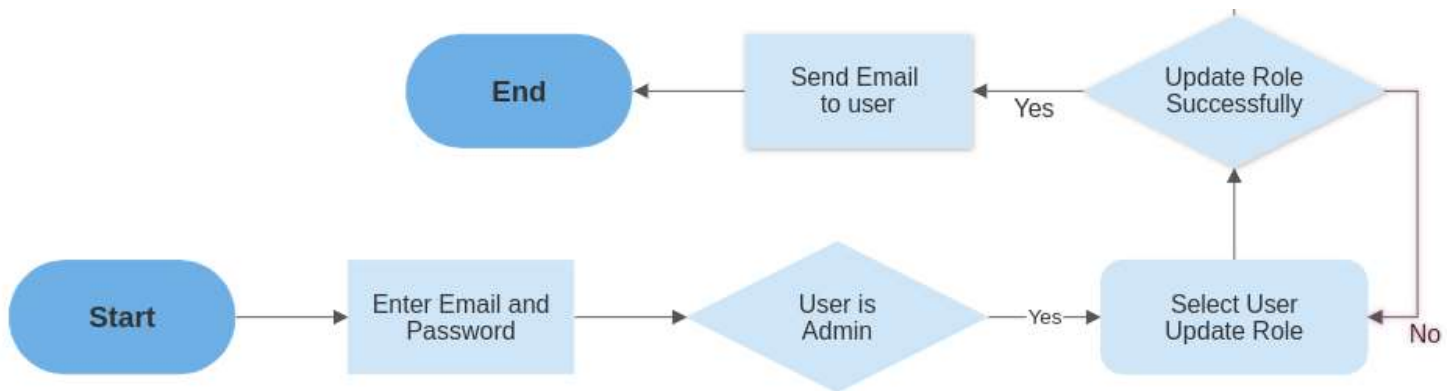 End
Send Email
to user
Yes
Update Role
Successfully
Start
Enter Email and
Password
User is
Admin
Yes
Select User
Update Role
No